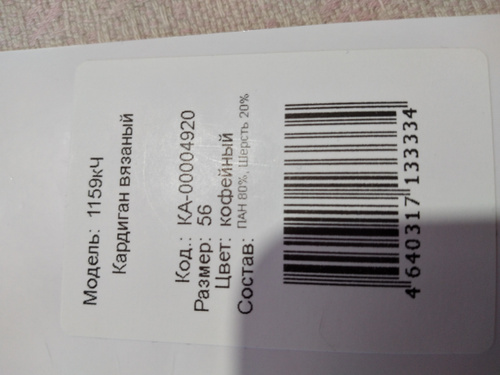 Модель: 1159кЧ
Кардиган вязаный
Код.: КА-00004920
Размер: 56
Цвет: кофейный
Состав: ПАН 80%, Шерсть 20%
4 640317 133334